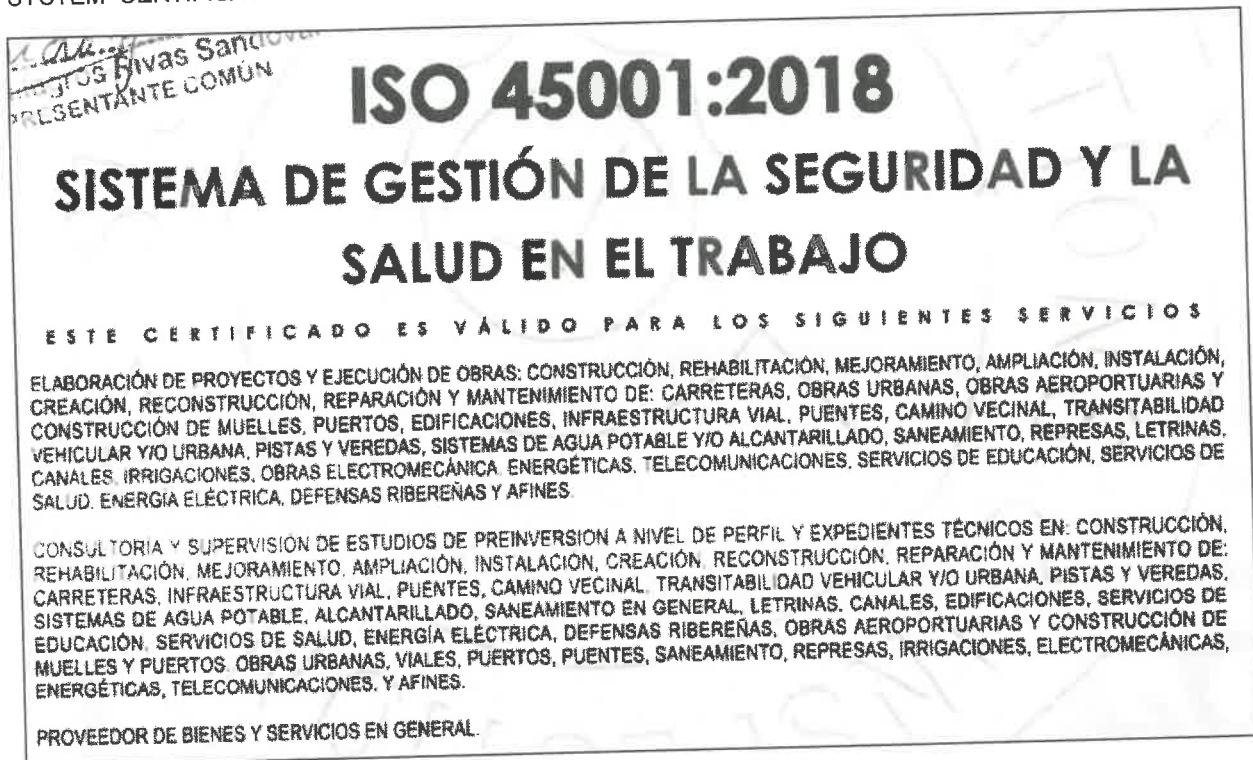 Rivas
COMÚN
ISO 45001:2018
SISTEMA DE GESTIÓN DE LA SEGURIDAD Y LA
SALUD EN EL TRABAJO
ESTE CERTIFICADO ES VÁLIDO PARA LOS SIGUIENTES SERVICIOS
ELABORACIÓN DE PROYECTOS Y EJECUCIÓN DE OBRAS: CONSTRUCCIÓN, REHABILITACIÓN, MEJORAMIENTO, AMPLIACIÓN, INSTALACIÓN,
CREACIÓN, RECONSTRUCCIÓN, REPARACIÓN Y MANTENIMIENTO DE: CARRETERAS, OBRAS URBANAS, OBRAS AEROPORTUARIAS Y
CONSTRUCCIÓN DE MUELLES, PUERTOS, EDIFICACIONES, INFRAESTRUCTURA VIAL, PUENTES, CAMINO VECINAL, TRANSITABILIDAD
VEHICULAR Y/O URBANA, PISTAS Y VEREDAS, SISTEMAS DE AGUA POTABLE Y/O ALCANTARILLADO, SANEAMIENTO, REPRESAS, LETRINAS,
CANALES, IRRIGACIONES, OBRAS ELECTROMECÁNICA, ENERGÉTICAS, TELECOMUNICACIONES, SERVICIOS DE EDUCACIÓN, SERVICIOS DE
SALUD, ENERGÍA ELÉCTRICA, DEFENSAS RIBEREÑAS Y AFINES.
CONSULTORIA Y SUPERVISIÓN DE ESTUDIOS DE PREINVERSION A NIVEL DE PERFIL Y EXPEDIENTES TÉCNICOS EN: CONSTRUCCIÓN,
REHABILITACIÓN, MEJORAMIENTO, AMPLIACIÓN, INSTALACIÓN, CREACIÓN, RECONSTRUCCIÓN, REPARACIÓN Y MANTENIMIENTO DE:
CARRETERAS, INFRAESTRUCTURA VIAL, PUENTES, CAMINO VECINAL, TRANSITABILIDAD VEHICULAR Y/O URBANA, PISTAS Y VEREDAS,
SISTEMAS DE AGUA POTABLE, ALCANTARILLADO, SANEAMIENTO EN GENERAL, LETRINAS, CANALES, EDIFICACIONES, SERVICIOS DE
EDUCACIÓN, SERVICIOS DE SALUD, ENERGÍA ELÉCTRICA, DEFENSAS RIBEREÑAS, OBRAS AEROPORTUARIAS Y CONSTRUCCIÓN DE
MUELLES Y PUERTOS. OBRAS URBANAS, VIALES, PUERTOS, PUENTES, SANEAMIENTO, REPRESAS, IRRIGACIONES, ELECTROMECÁNICAS,
ENERGÉTICAS, TELECOMUNICACIONES. Y AFINES.
PROVEEDOR DE BIENES Y SERVICIOS EN GENERAL.